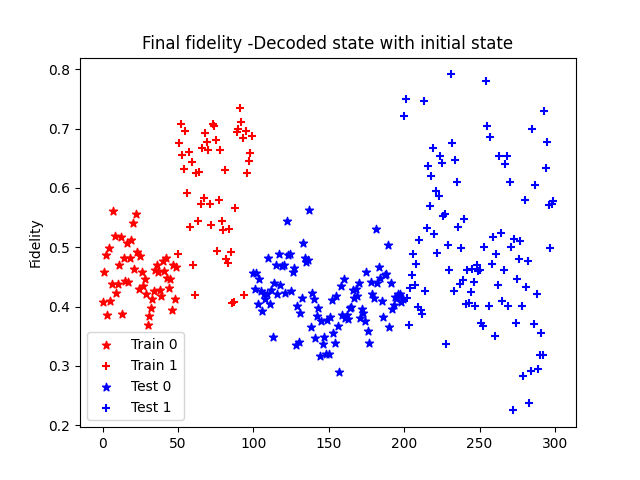 Final fidelity -Decoded state with initial state
Fidelity
0.8
0.7
0.6
0.5
0.4
0.3
0.2
Train 0
Train 1
Test 0
Test 1
0 50 100 150 200 250 300